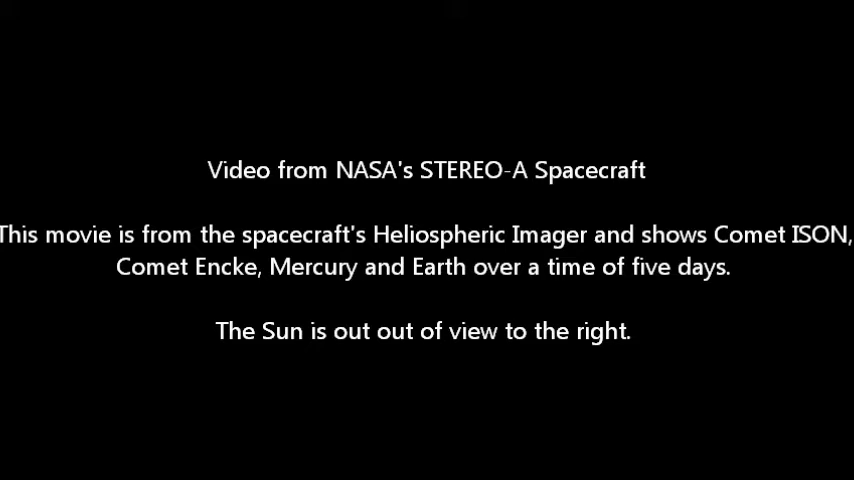 Video from NASA's STEREO-A Spacecraft
This movie is from the spacecraft's Heliospheric Imager and shows Comet ISON,
Comet Encke, Mercury and Earth over a time of five days.
The Sun is out out of view to the right.